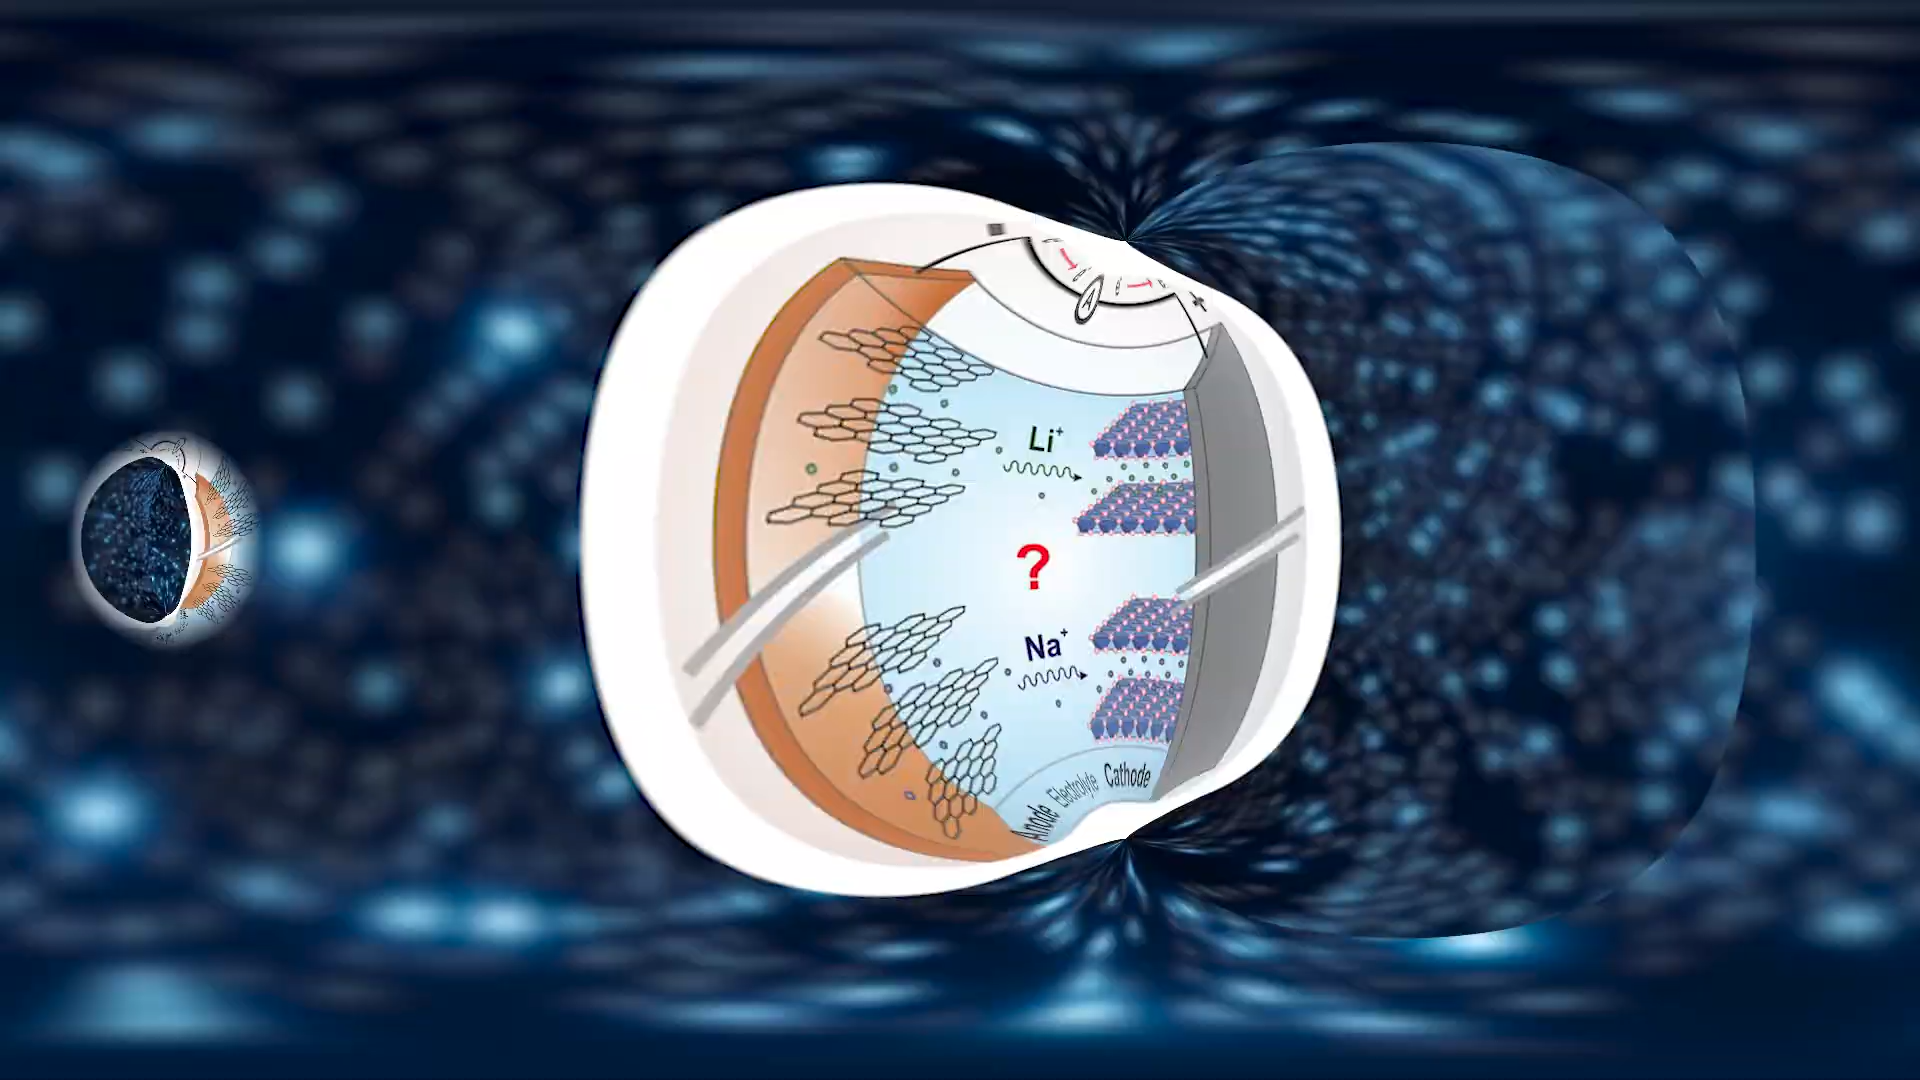 A
Li⁺
?
Na⁺
Anode Electrolyte Cathode